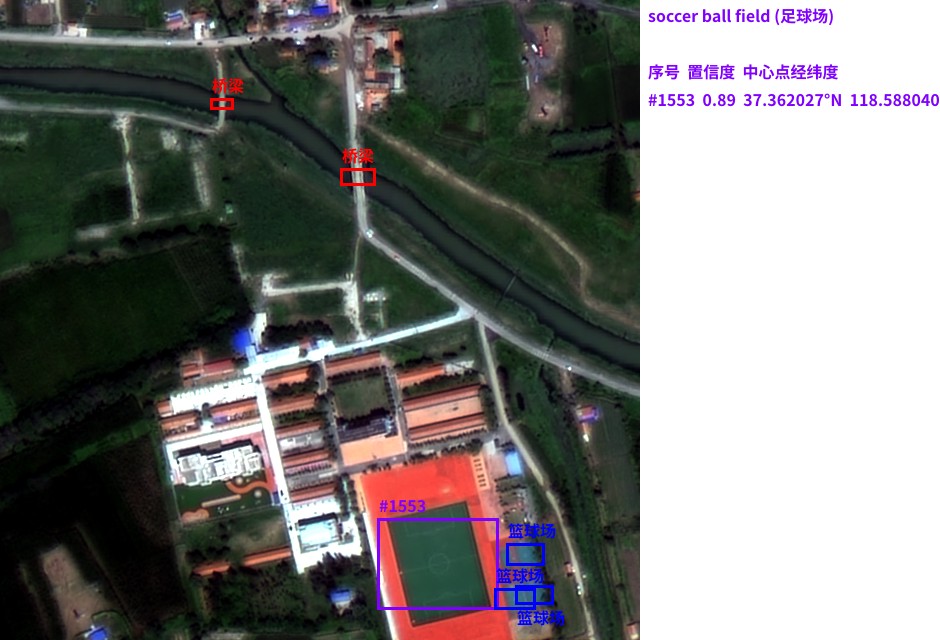 soccer ball field (足球场)
序号 置信度 中心点经纬度
#1553 0.89 37.362027°N 118.588040
桥梁
桥梁
#1553
篮球场
篮球场
篮球场